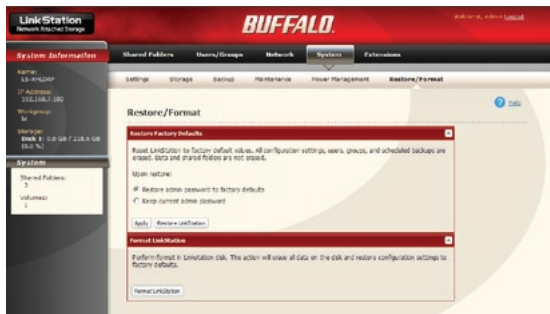 LinkStation
Network Attached Storage
BUFFALO
Welcome, admin Logout
System Information
Shared Folders Users/Groups Network System Extensions
Settings Storage Backup Maintenance Power Management Restore/Format
Name:
IP Address:
Workgroup:
Storage:
Disk 1:
Help
System
Shared Folders:
3
Volumes:
1
Restore/Format
Restore Factory Defaults
Reset LinkStation to factory default values. All configuration settings, users, groups, and scheduled backups are
erased. Data and shared folders are not
erased.
Upon restore:
Restore admin password to factory defaults
Keep current admin password
Apply Restore LinkStation
Format LinkStation
Perform format in LinkStation disk. This action will erase all data on the disk and restore configuration settings to
factory defaults.
Format LinkStation